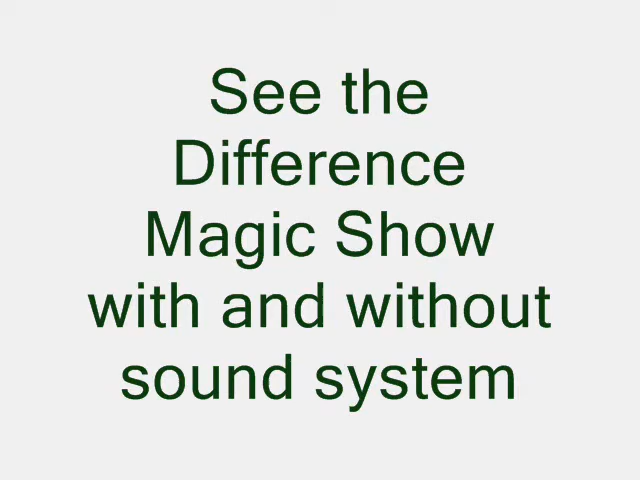 See the
Difference
Magic Show
with and without
sound system